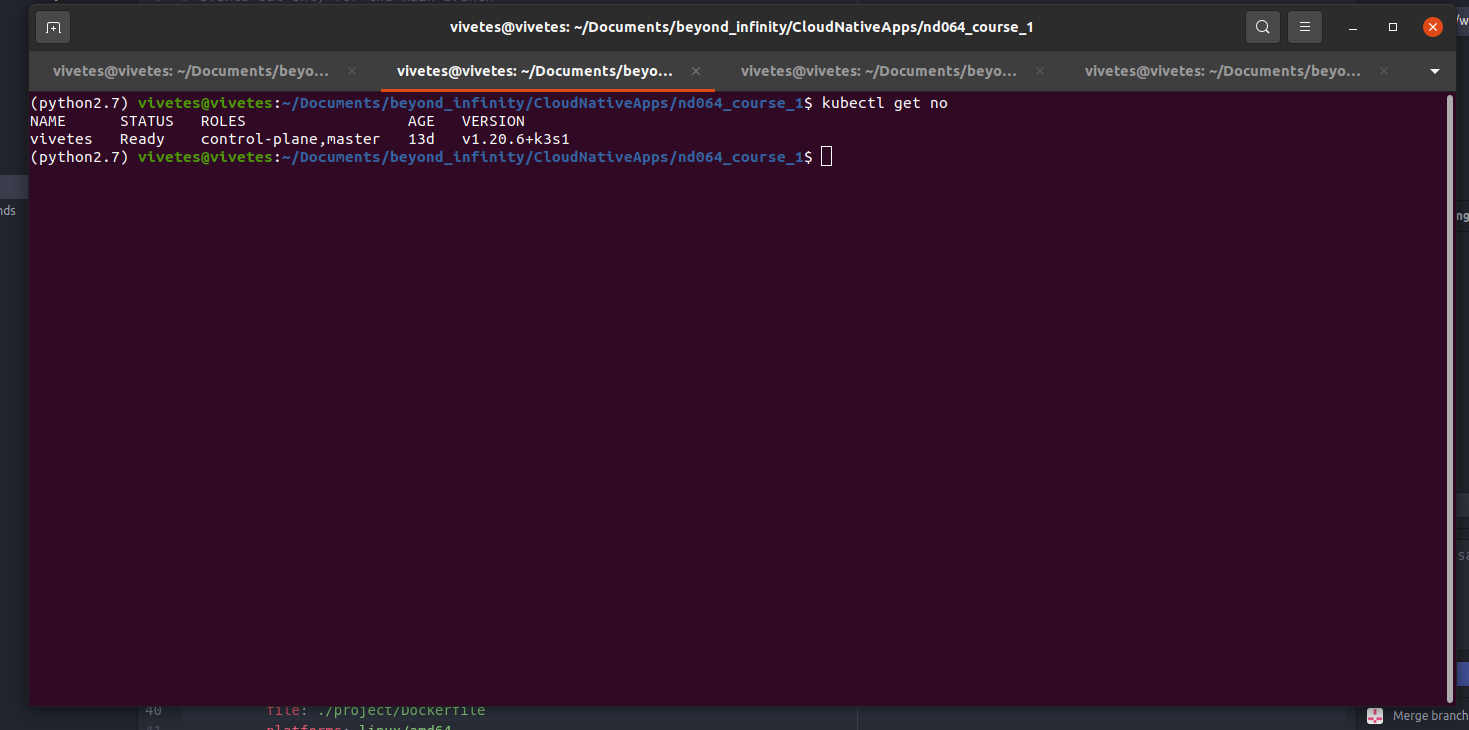 vivetes@vivetes: ~/Documents/beyond_infinity/CloudNativeApps/nd064_course_1
vivetes@vivetes: ~/Documents/beyo...
vivetes@vivetes: ~/Documents/beyo...
vivetes@vivetes: ~/Documents/beyo...
vivetes@vivetes: ~/Documents/beyo...
(python2.7) vivetes@vivetes:~/Documents/beyond_infinity/CloudNativeApps/nd064_course_1$ kubectl get no
NAME STATUS ROLES AGE VERSION
vivetes Ready control-plane,master 13d v1.20.6+k3s1
(python2.7) vivetes@vivetes:~/Documents/beyond_infinity/CloudNativeApps/nd064_course_1$
nds
40 file: ./project/Dockerfile
41 platforms: linux/amd64
Merge branch